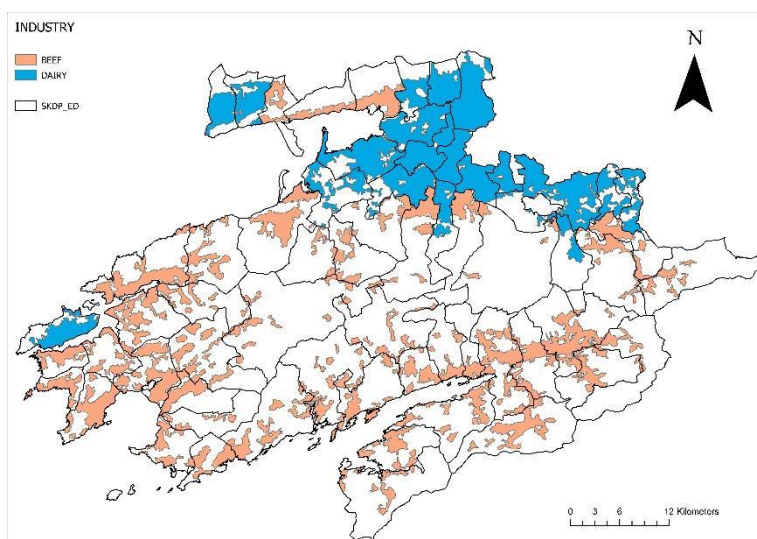 INDUSTRY
BEEF
DAIRY
SKDP_ED
N
0 3 6 12 Kilometers